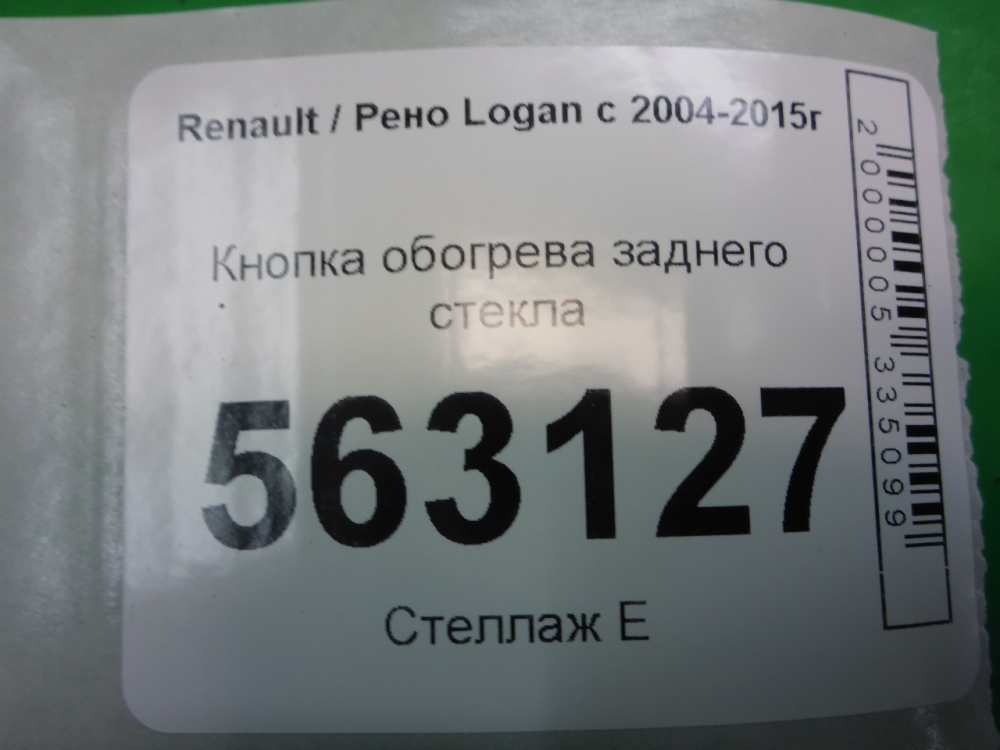 Renault / Рено Logan с 2004-2015г
Кнопка обогрева заднего
стекла
563127
Стеллаж Е
2000005335099